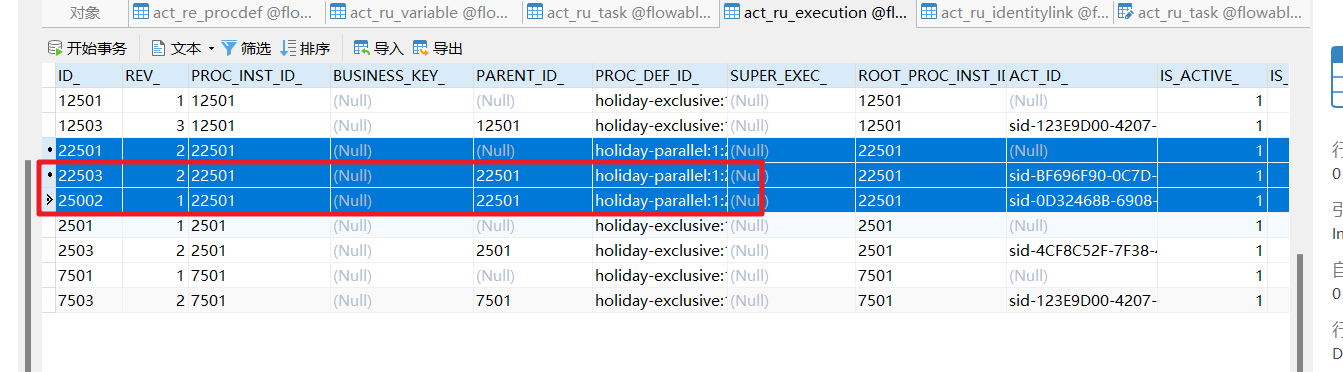 对象 act_re_procdef @flow... act_ru_variable @flo... act_ru_task @flowabl... act_ru_execution @flo... act_ru_identitylink @f... act_ru_task @flowabl...
开始事务 文本 筛选 排序 导入 导出
ID_ REV_ PROC_INST_ID_ BUSINESS_KEY_ PARENT_ID_ PROC_DEF_ID_ SUPER_EXEC_ ROOT_PROC_INST_I ACT_ID_ IS_ACTIVE_ IS_
12501 1 12501 (Null) (Null) holiday-exclusive: (Null) 12501 (Null) 1
12503 3 12501 (Null) 12501 holiday-exclusive: (Null) 12501 sid-123E9D00-4207- 1
22501 2 22501 (Null) (Null) holiday-parallel:1:2 (Null) 22501 (Null) 1
22503 2 22501 (Null) 22501 holiday-parallel:1:2 (Null) 22501 sid-BF696F90-0C7D- 1
25002 1 22501 (Null) 22501 holiday-parallel:1:2 (Null) 22501 sid-0D32468B-6908- 1
2501 1 2501 (Null) (Null) holiday-exclusive: (Null) 2501 (Null) 1
2503 2 2501 (Null) 2501 holiday-exclusive: (Null) 2501 sid-4CF8C52F-7F38- 1
7501 1 7501 (Null) (Null) holiday-exclusive: (Null) 7501 (Null) 1
7503 2 7501 (Null) 7501 holiday-exclusive: (Null) 7501 sid-123E9D00-4207- 1
行
0
引
In
自
0
行
D